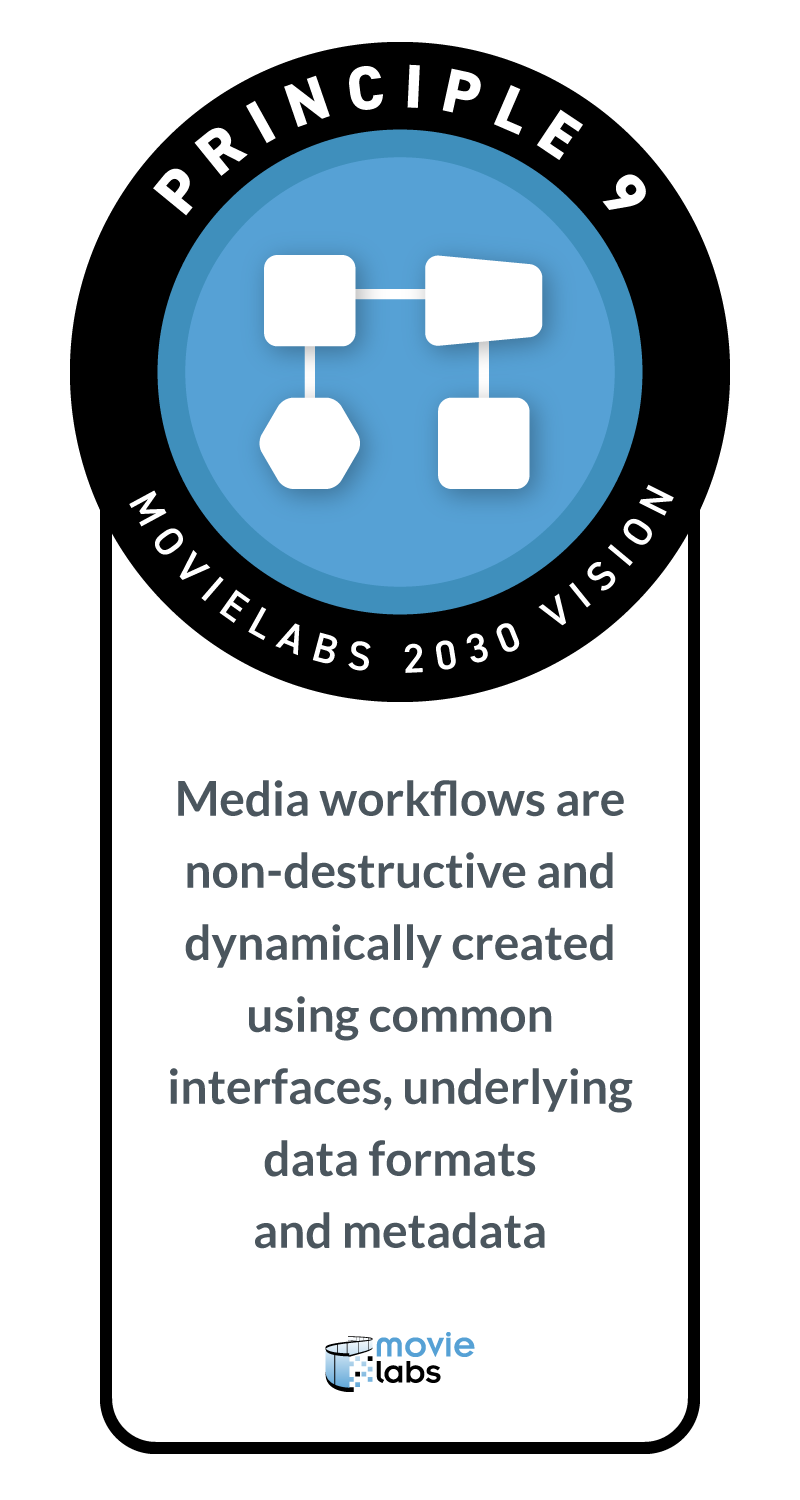 PRINCIPLE 9
MOVIELABS 2030 VISION
Media workflows are
non-destructive and
dynamically created
using common
interfaces, underlying
data formats
and metadata
movie
labs